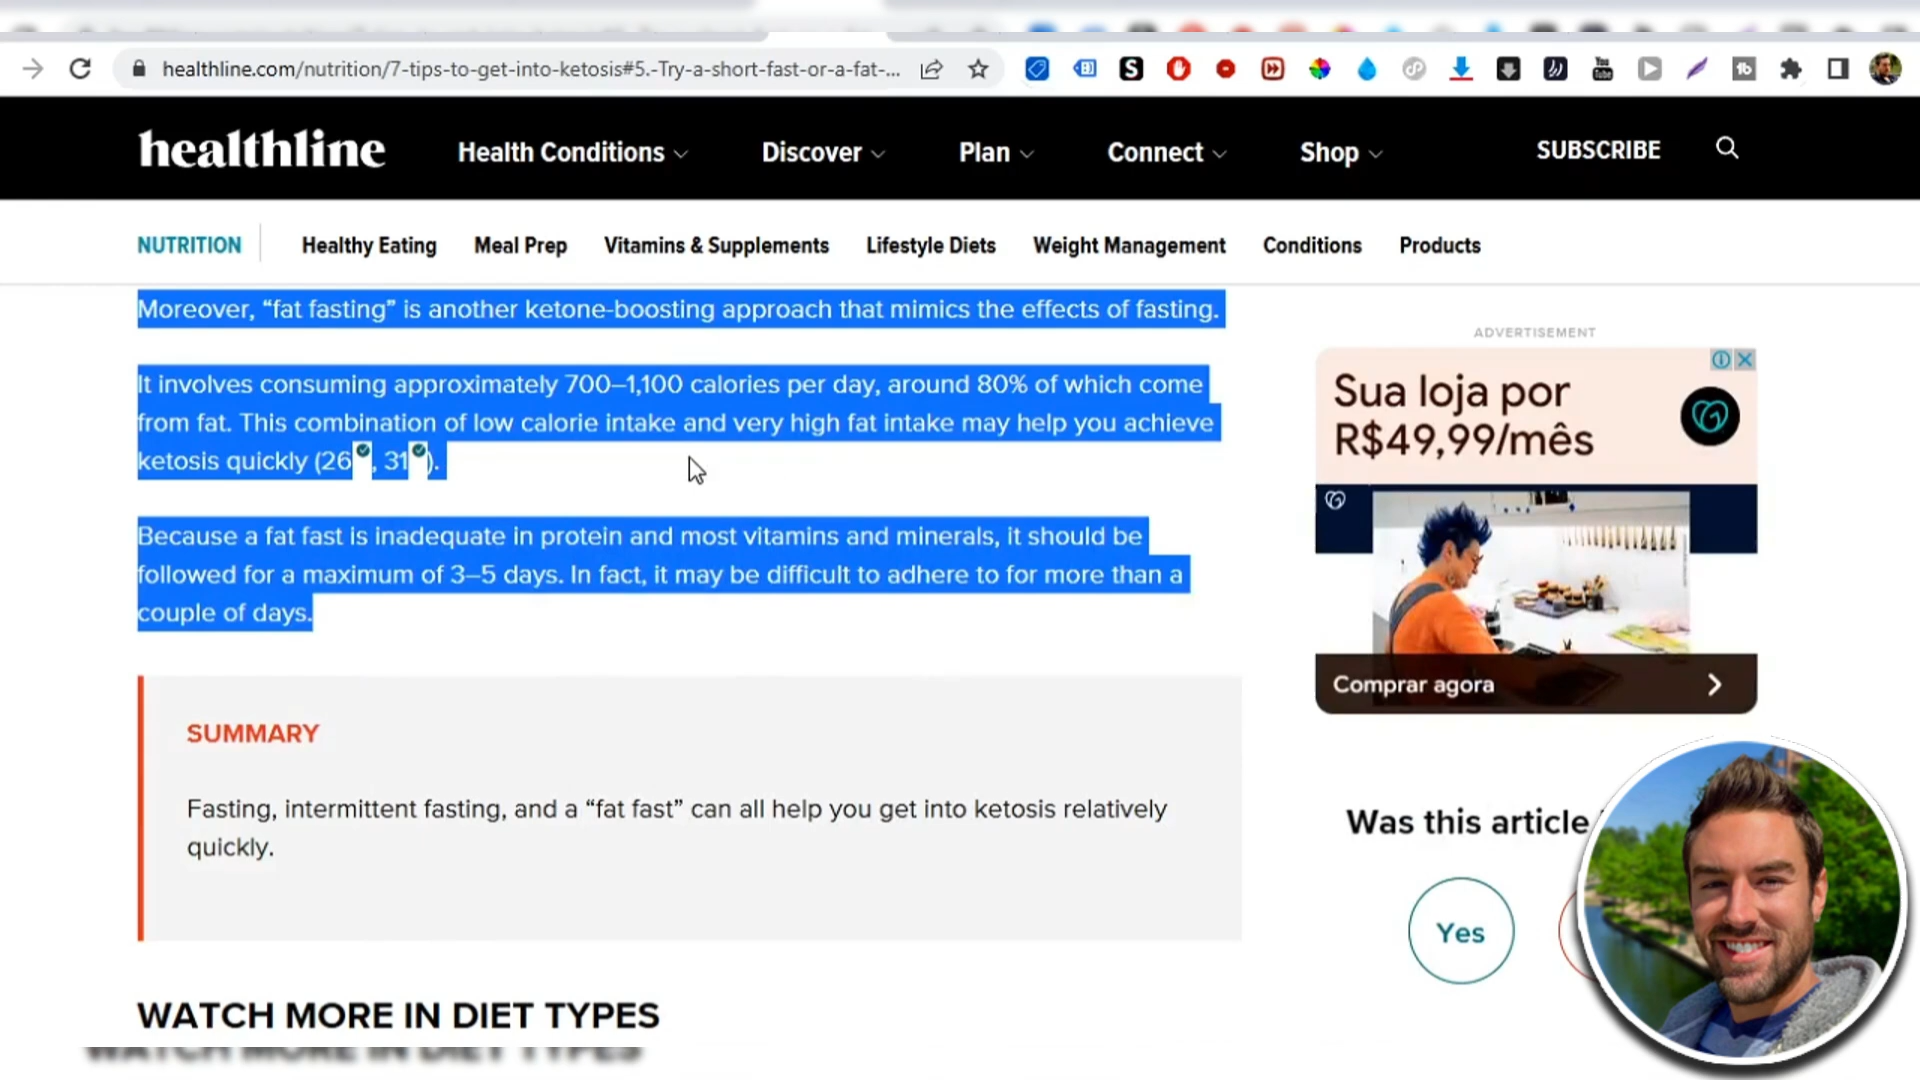 healthline.com/nutrition/7-tips-to-get-into-ketosis#5.-Try-a-short-fast-or-a-fat-...
healthline
Health Conditions
Discover
Plan
Connect
Shop
SUBSCRIBE
NUTRITION
Healthy Eating
Meal Prep
Vitamins & Supplements
Lifestyle Diets
Weight Management
Conditions
Products
Moreover, “fat fasting” is another ketone-boosting approach that mimics the effects of fasting.
It involves consuming approximately 700–1,100 calories per day, around 80% of which come
from fat. This combination of low calorie intake and very high fat intake may help you achieve
ketosis quickly (26, 31).
Because a fat fast is inadequate in protein and most vitamins and minerals, it should be
followed for a maximum of 3–5 days. In fact, it may be difficult to adhere to for more than a
couple of days.
SUMMARY
Fasting, intermittent fasting, and a “fat fast” can all help you get into ketosis relatively
quickly.
WATCH MORE IN DIET TYPES
WATCH MORE IN DIET TYPES
ADVERTISEMENT
Sua loja por
R$49,99/mês
Comprar agora
Was this article
Yes